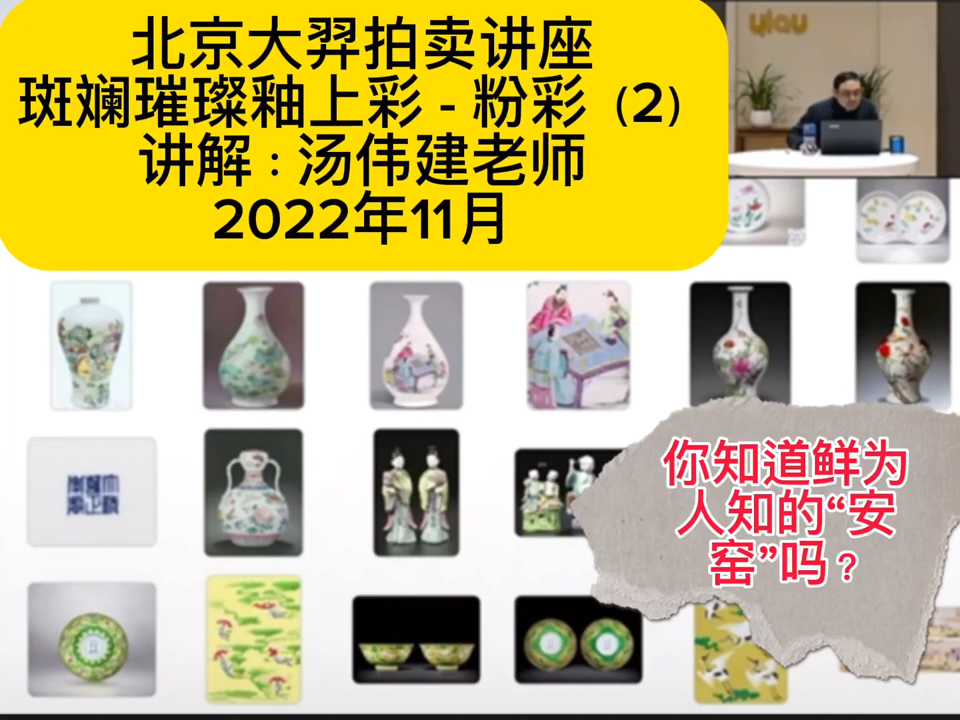 北京大羿拍卖讲座
斑斓璀璨釉上彩 - 粉彩（2）
讲解：汤伟建老师
2022年11月
你知道鲜为
人知的“安
窑”吗？